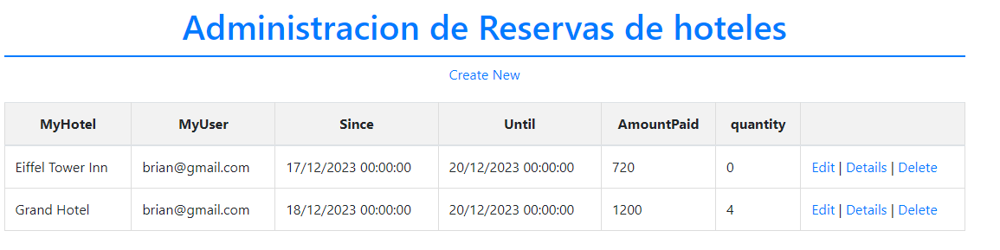 Administracion de Reservas de hoteles
Create New
MyHotel MyUser Since Until AmountPaid quantity
Eiffel Tower Inn brian@gmail.com 17/12/2023 00:00:00 20/12/2023 00:00:00 720 0 Edit | Details | Delete
Grand Hotel brian@gmail.com 18/12/2023 00:00:00 20/12/2023 00:00:00 1200 4 Edit | Details | Delete